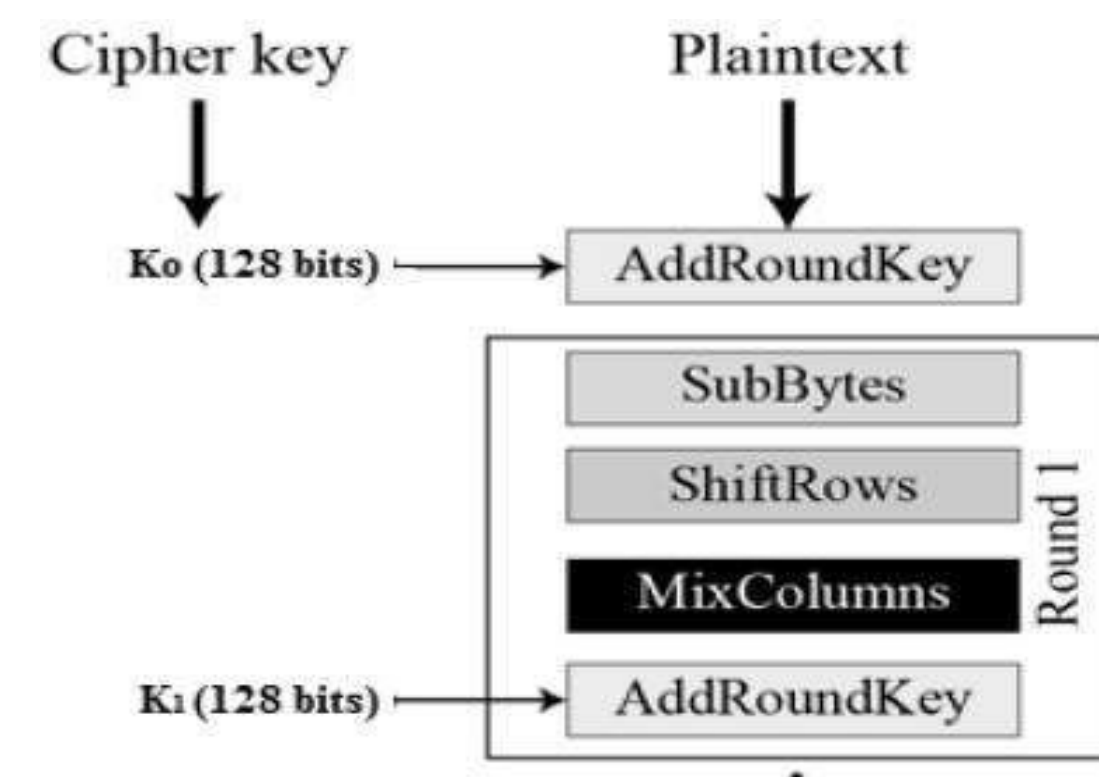 Cipher key
Plaintext
Ko (128 bits)
AddRoundKey
SubBytes
ShiftRows
Round 1
MixColumns
K1 (128 bits)
AddRoundKey